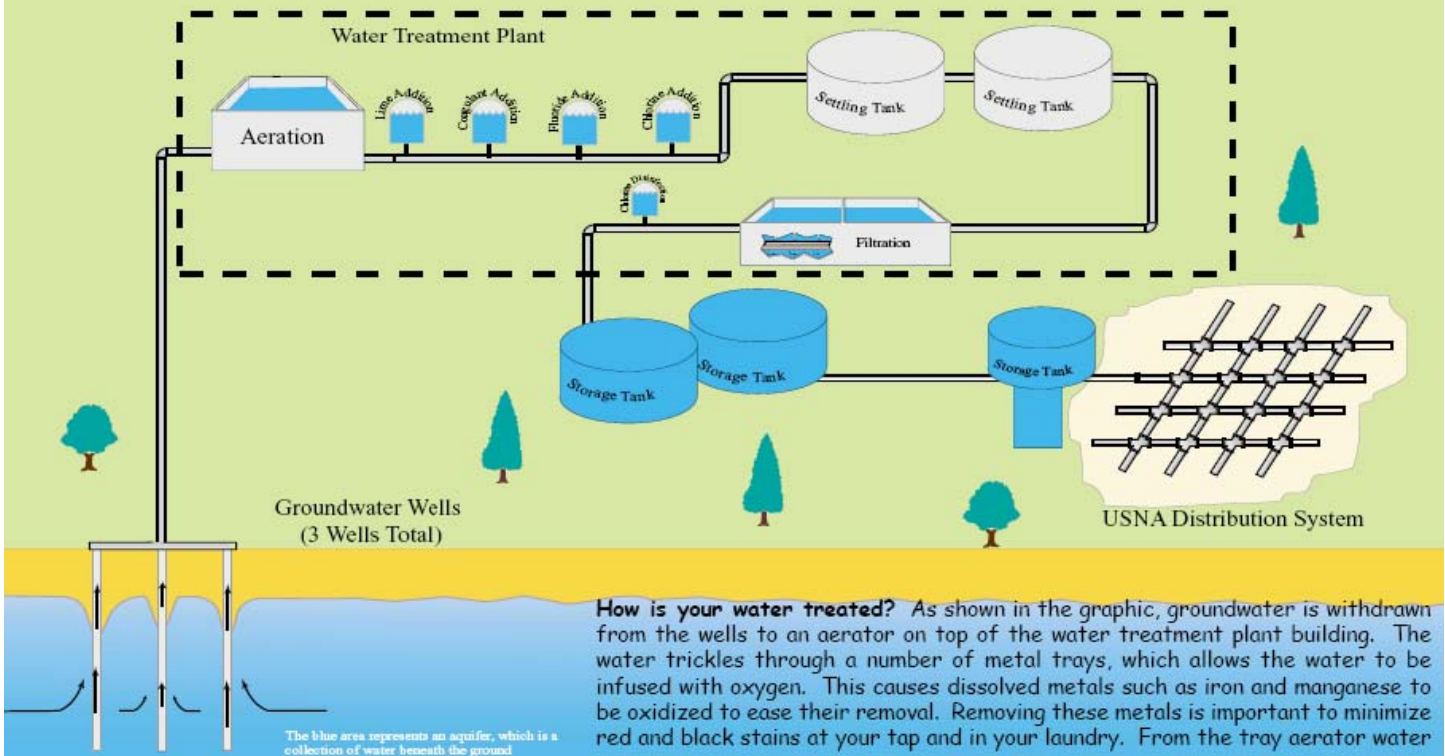 Water Treatment Plant
Aeration
Lime Addition
Coagulant Addition
Fluoride Addition
Chlorine Addition
Settling Tank
Settling Tank
Chlorine Disinfection
Filtration
Storage Tank
Storage Tank
Storage Tank
USNA Distribution System
Groundwater Wells
(3 Wells Total)
The blue area represents an aquifer, which is a
collection of water beneath the ground
How is your water treated? As shown in the graphic, groundwater is withdrawn
from the wells to an aerator on top of the water treatment plant building. The
water trickles through a number of metal trays, which allows the water to be
infused with oxygen. This causes dissolved metals such as iron and manganese to
be oxidized to ease their removal. Removing these metals is important to minimize
red and black stains at your tap and in your laundry. From the tray aerator water